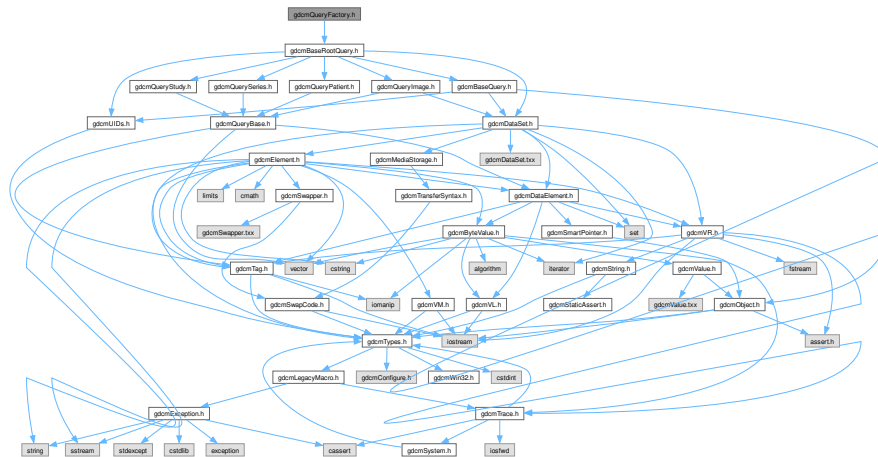 gdcmQueryFactory.h
gdcmBaseRootQuery.h
gdcmQueryStudy.h
gdcmQuerySeries.h
gdcmQueryPatient.h
gdcmQueryImage.h
gdcmBaseQuery.h
gdcmUIDs.h
gdcmQueryBase.h
gdcmDataSet.h
gdcmElement.h
gdcmMediaStorage.h
gdcmDataSet.txx
limits
cmath
gdcmSwapper.h
gdcmTransferSyntax.h
gdcmDataElement.h
gdcmSwapper.txx
gdcmByteValue.h
gdcmSmartPointer.h
set
gdcmVR.h
gdcmTag.h
vector
cstring
algorithm
iterator
gdcmString.h
gdcmValue.h
fstream
gdcmSwapCode.h
iomanip
gdcmVM.h
gdcmVL.h
gdcmStaticAssert.h
gdcmValue.txx
gdcmObject.h
gdcmTypes.h
iostream
assert.h
gdcmLegacyMacro.h
gdcmConfigure.h
gdcmWin32.h
cstdint
gdcmException.h
gdcmTrace.h
string
sstream
stdexcept
cstdlib
exception
cassert
gdcmSystem.h
iosfwd